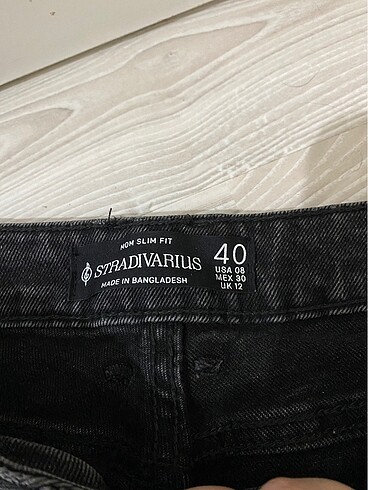 MOM SLIM FIT
STRADIVARIUS
MADE IN BANGLADESH
40
USA 08
MEX 30
UK 12